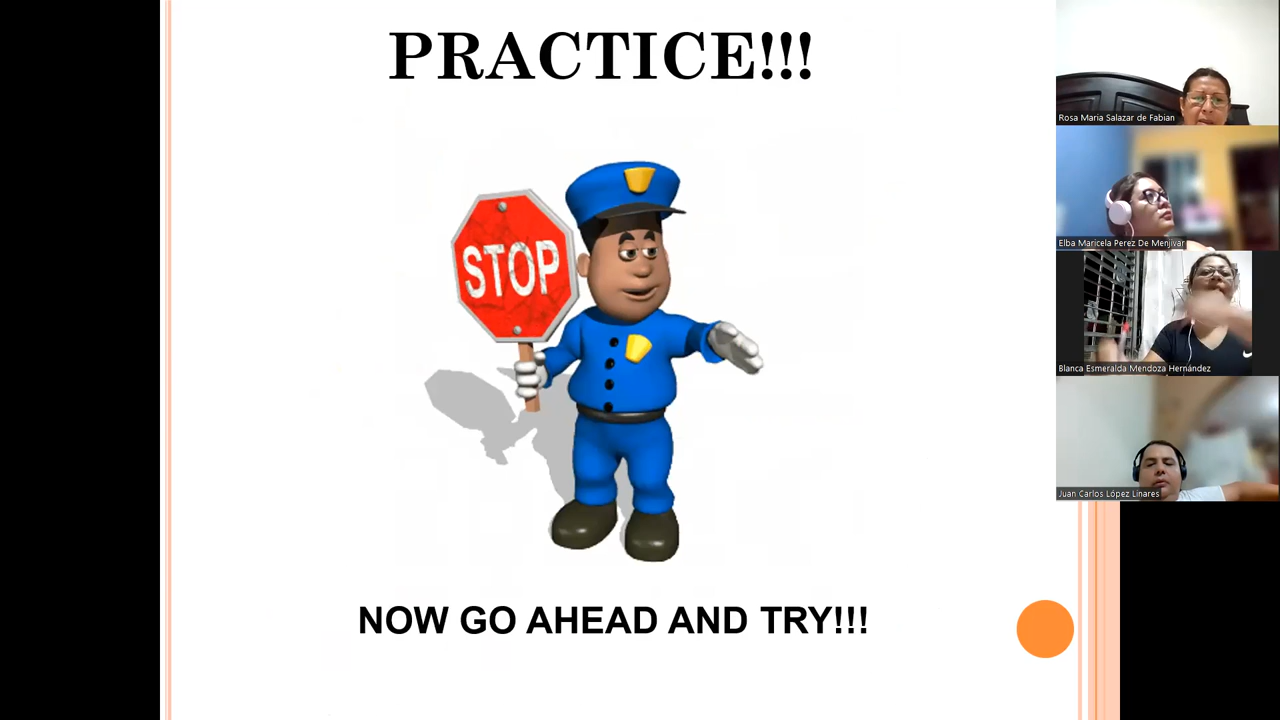 PRACTICE!!!
STOP
NOW GO AHEAD AND TRY!!!
Rosa Maria Salazar de Fabian
Elba Maricela Perez De Menjivar
Blanca Esmeralda Mendoza Hernández
Juan Carlos López Linares